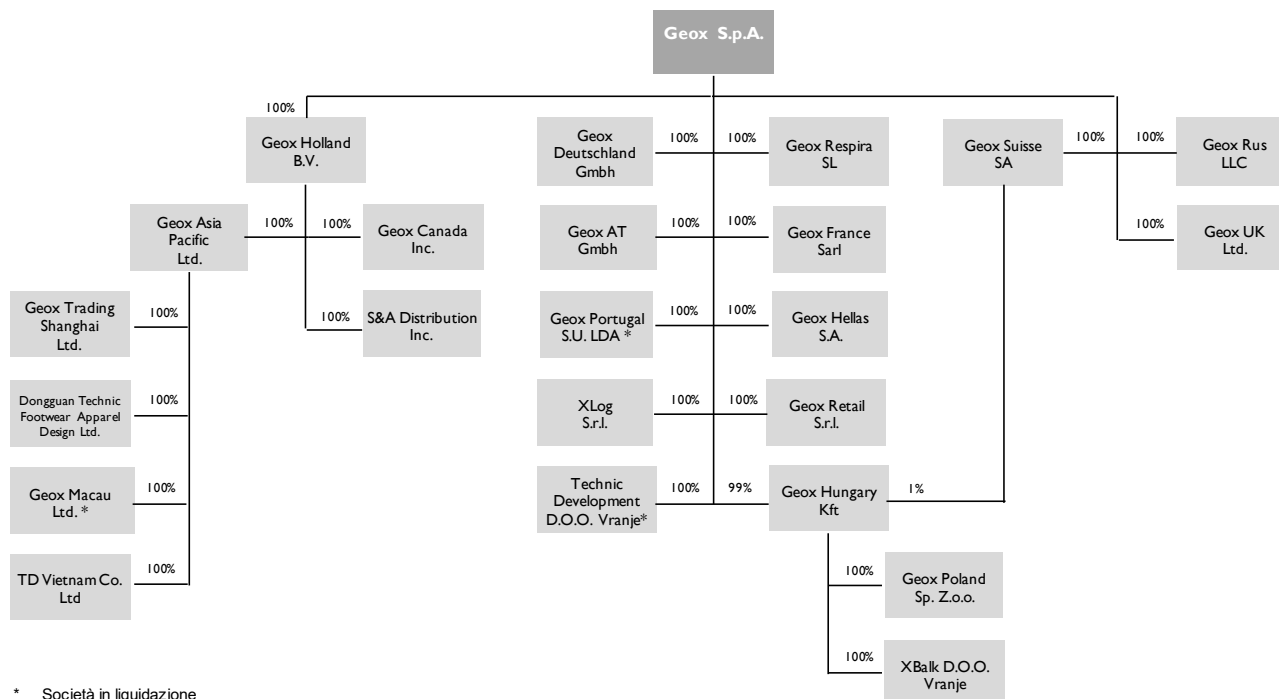 Geox S.p.A.
100%
Geox Holland
B.V.
Geox
Deutschland
Gmbh
100%
100%
Geox Respira
SL
Geox Suisse
SA
100%
100%
Geox Rus
LLC
Geox Asia
Pacific
Ltd.
100%
100%
Geox Canada
Inc.
Geox AT
Gmbh
100%
100%
Geox France
Sarl
100%
Geox UK
Ltd.
Geox Trading
Shanghai
Ltd.
100%
100%
S&A Distribution
Inc.
Geox Portugal
S.U. LDA *
100%
100%
Geox Hellas
S.A.
Dongguan Technic
Footwear Apparel
Design Ltd.
100%
XLog
S.r.l.
100%
100%
Geox Retail
S.r.l.
Geox Macau
Ltd. *
100%
Technic
Development
D.O.O. Vranje*
100%
99%
Geox Hungary
Kft
1%
TD Vietnam Co.
Ltd
100%
100%
Geox Poland
Sp. Z.o.o.
100%
XBalk D.O.O.
Vranje
* Società in liquidazione